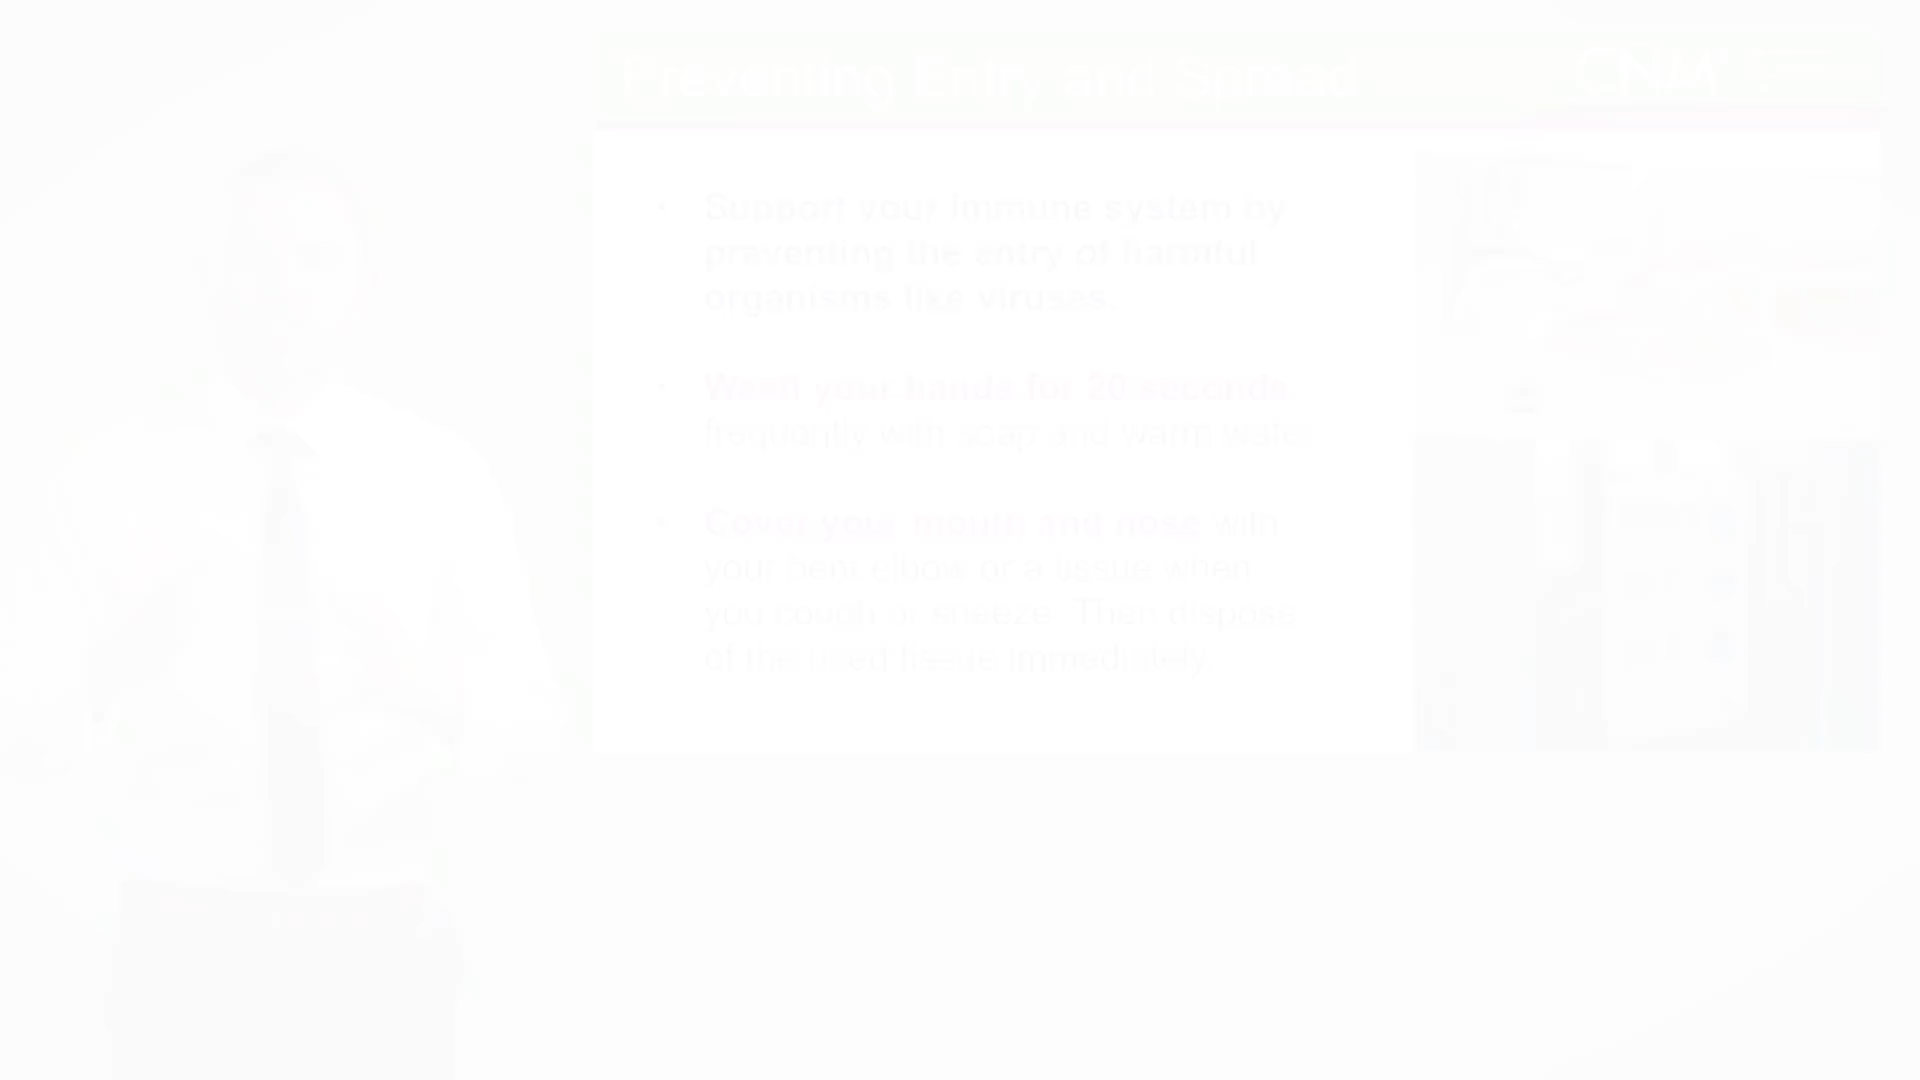 Preventing Entry and Spread
CNM
• Support your immune system by
preventing the entry of harmful
organisms like viruses.
• Wash your hands for 20 seconds
frequently with soap and warm water
• Cover your mouth and nose with
your bent elbow or a tissue when
you cough or sneeze. Then dispose
of the used tissue immediately.